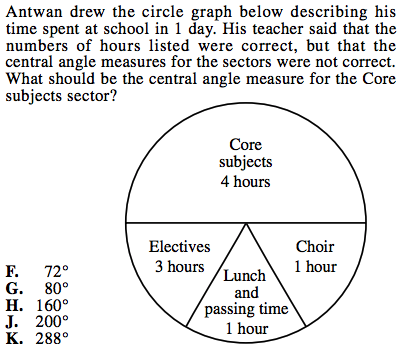 Antwan drew the circle graph below describing his
time spent at school in 1 day. His teacher said that the
numbers of hours listed were correct, but that the
central angle measures for the sectors were not correct.
What should be the central angle measure for the Core
subjects sector?
Core
subjects
4 hours
Electives
3 hours
Choir
1 hour
Lunch
and
passing time
1 hour
F. 72°
G. 80°
H. 160°
J. 200°
K. 288°